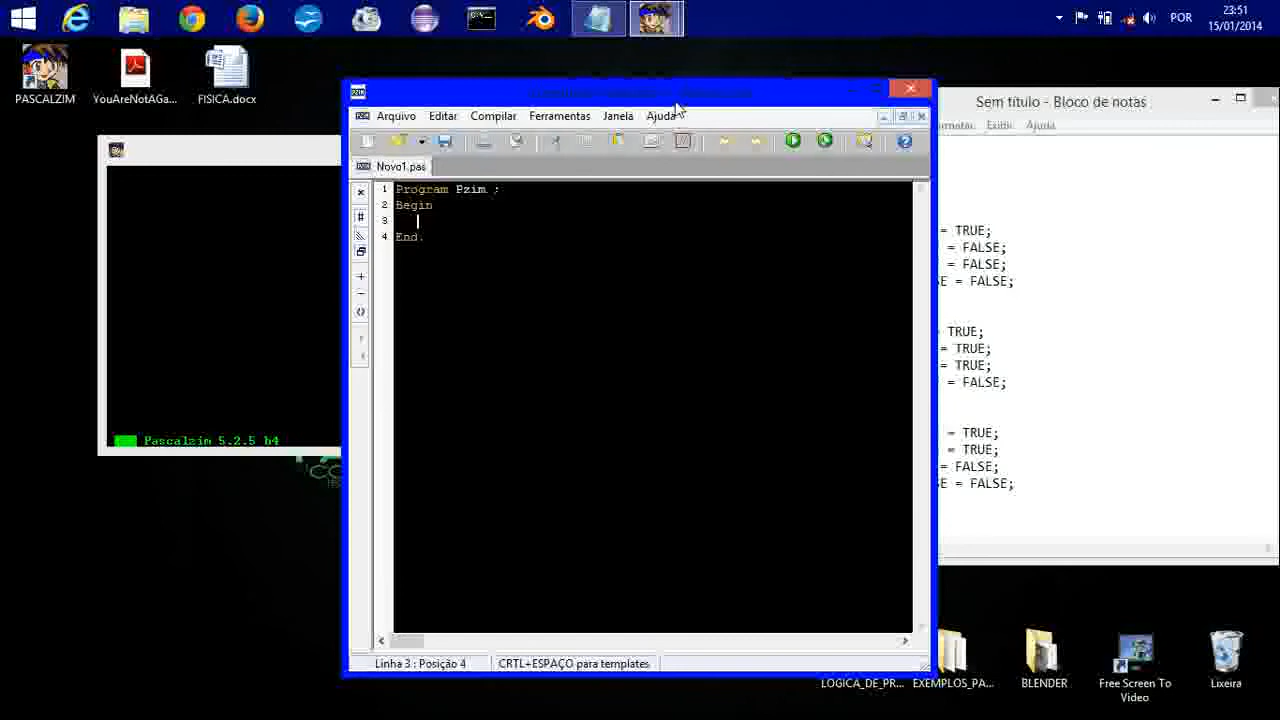 POR
23:51
15/01/2014
PASCALZIM
YouAreNotAGa...
FISICA.docx
PZIM
Arquivo Editar Compilar Ferramentas Janela Ajuda
Novo1.pas
1 Program Pzim ;
2 Begin
3
4 End.
Linha 3 : Posição 4
CRTL+ESPAÇO para templates
Pascalzim 5.2.5 b4
Sem título - Bloco de notas
Exibir Ajuda
= TRUE;
= FALSE;
= FALSE;
E = FALSE;
TRUE;
= TRUE;
= TRUE;
= FALSE;
= TRUE;
= TRUE;
= FALSE;
E = FALSE;
LOGICA_DE_PR...
EXEMPLOS_PA...
BLENDER
Free Screen To
Video
Lixeira